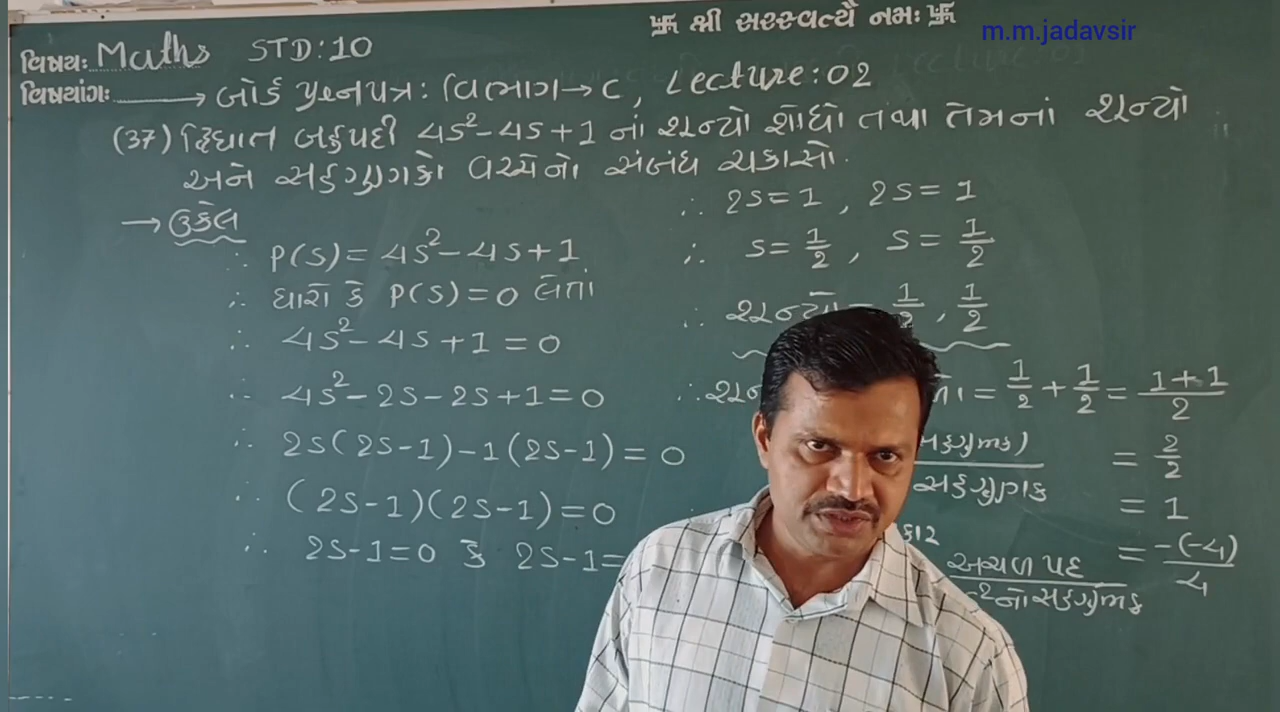 卐 શ્રી સરસ્વત્યૈ નમઃ 卐
m.m.jadavsir
વિષયઃ Maths STD:10
વિષયાંગઃ → બોર્ડ પ્રશ્નપત્ર: વિભાગ → C, Lecture:02
(37) દ્વિઘાત બહુપદી 4s²-4s+1 નાં શૂન્યો શોધો તથા તેમનાં શૂન્યો
અને સહગુણકો વચ્ચેનો સંબંધ ચકાસો.
→ ઉકેલ
∴ P(S)= 4s²-4s+1
∴ ધારો કે P(S)=0 લેતાં
∴ 4s²-4s+1=0
∴ 4s²-2s-2s+1=0
∴ 2s(2s-1)-1(2s-1)=0
∴ (2s-1)(2s-1)=0
∴ 2s-1=0 કે 2s-1=
∴ 2s=1, 2s=1
∴ s=1/2, s=1/2
∴ શૂન્યો = 1/2, 1/2
= 1/2 + 1/2 = (1+1)/2
= 2/2
સહગુણક
= 1
અચળ પદ = -(-4)/4